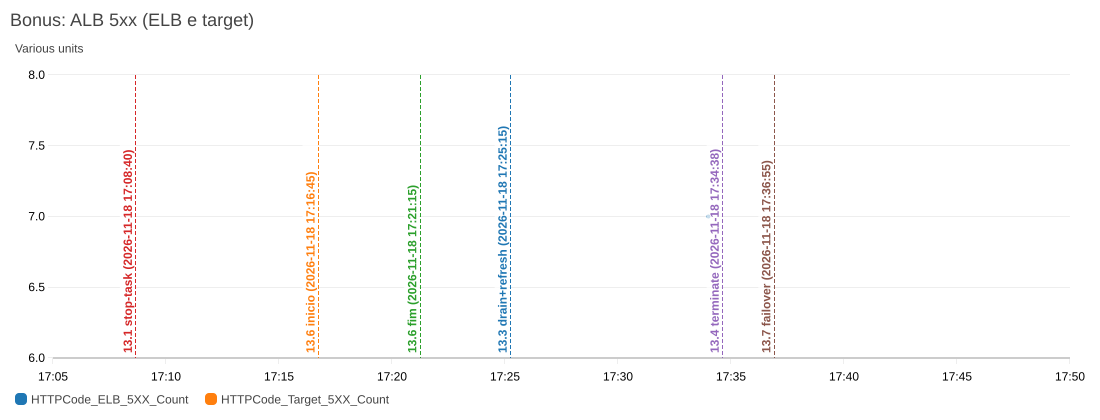 Bonus: ALB 5xx (ELB e target)
Various units
8.0
7.5
7.0
6.5
6.0
13.1 stop-task (2026-11-18 17:08:40)
13.6 inicio (2026-11-18 17:16:45)
13.6 fim (2026-11-18 17:21:15)
13.3 drain+refresh (2026-11-18 17:25:15)
13.4 terminate (2026-11-18 17:34:38)
13.7 failover (2026-11-18 17:36:55)
17:05 17:10 17:15 17:20 17:25 17:30 17:35 17:40 17:45 17:50
HTTPCode_ELB_5XX_Count HTTPCode_Target_5XX_Count